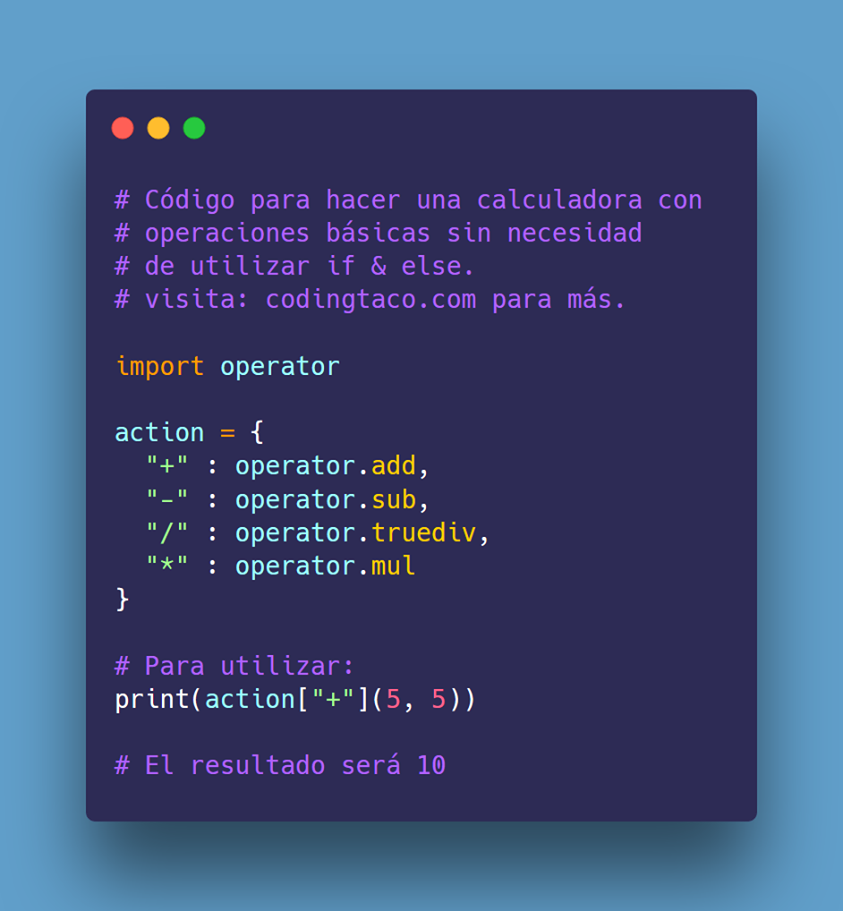 # Código para hacer una calculadora con
# operaciones básicas sin necesidad
# de utilizar if & else.
# visita: codingtaco.com para más.
import operator
action = {
"+" : operator.add,
"-" : operator.sub,
"/" : operator.truediv,
"*" : operator.mul
}
# Para utilizar:
print(action["+"](5, 5))
# El resultado será 10